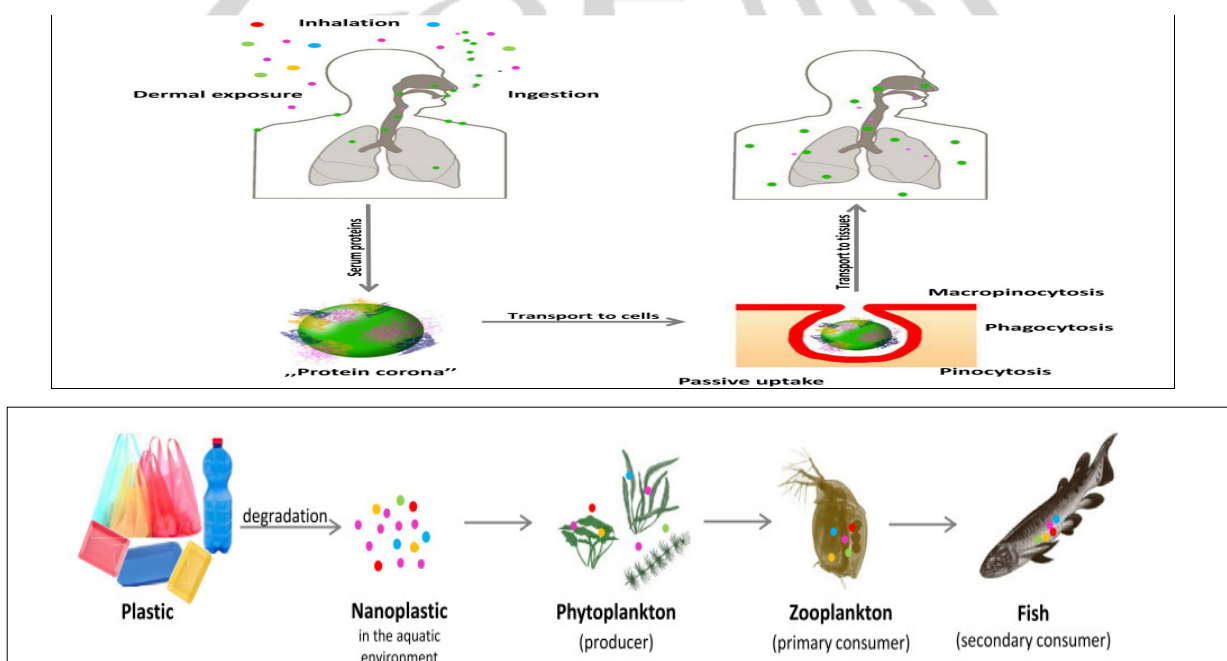 Inhalation
Dermal exposure
Ingestion
Serum proteins
Transport to tissues
Macropinocytosis
Transport to cells
Phagocytosis
„Protein corona”
Pinocytosis
Passive uptake
degradation
Plastic
Nanoplastic
in the aquatic
environment
Phytoplankton
(producer)
Zooplankton
(primary consumer)
Fish
(secondary consumer)